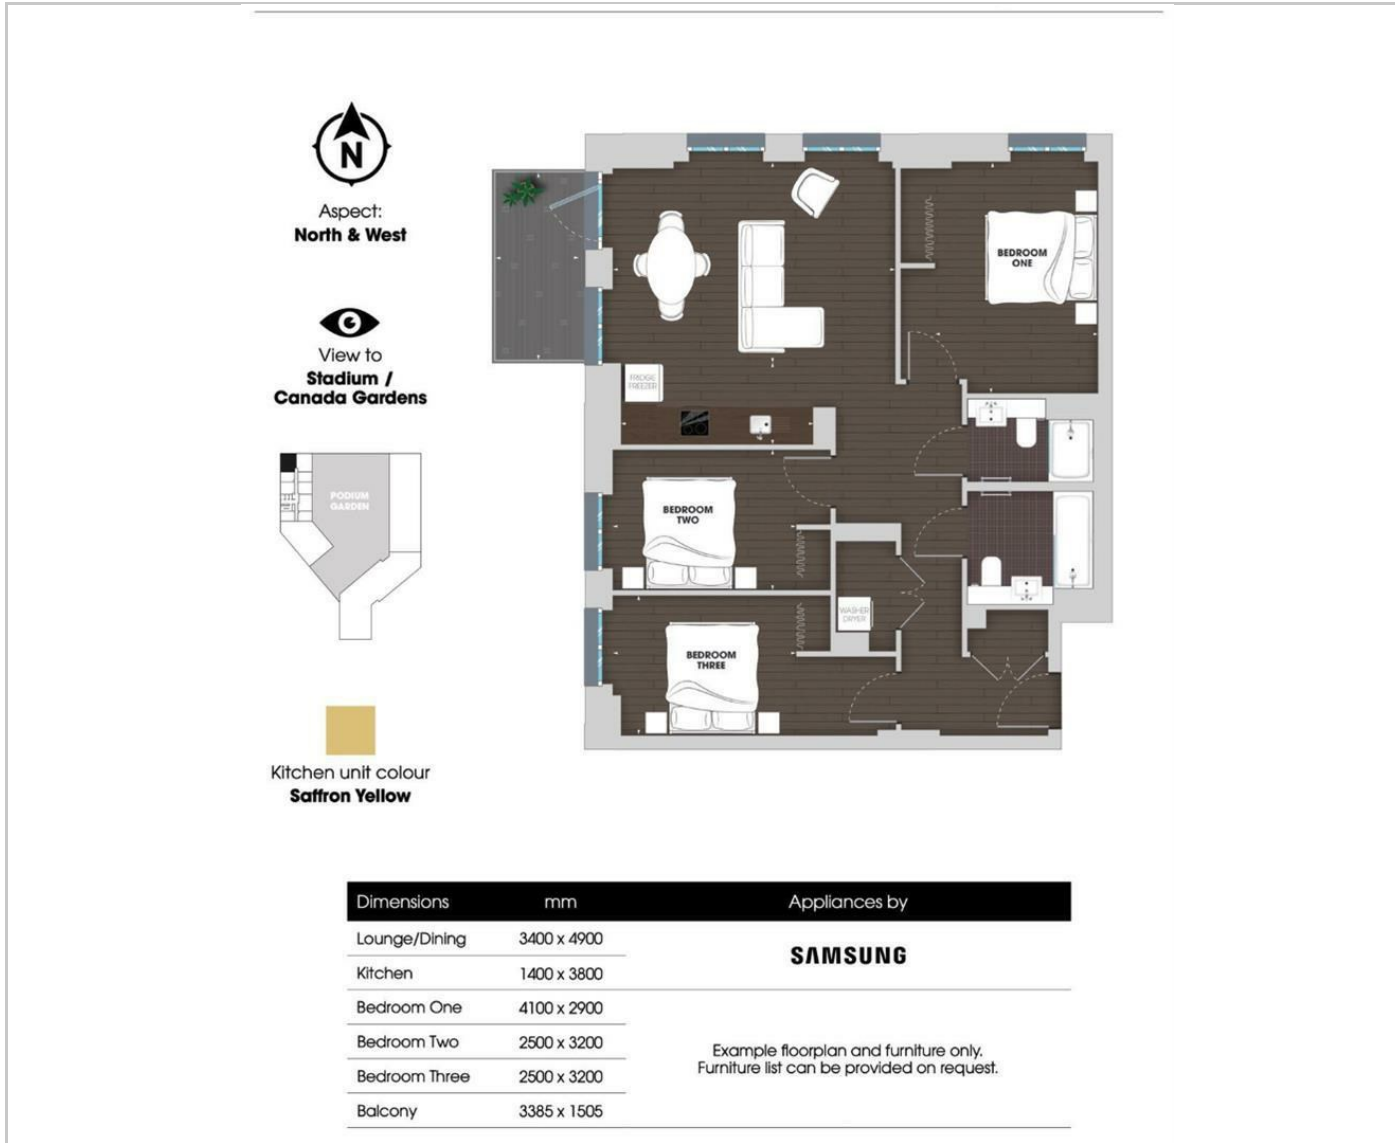 N
Aspect:
North & West
View to
Stadium /
Canada Gardens
PODIUM
GARDEN
Kitchen unit colour
Saffron Yellow
BEDROOM
ONE
FRIDGE
FREEZER
BEDROOM
TWO
WASHER
DRYER
BEDROOM
THREE
Dimensions mm Appliances by
Lounge/Dining 3400 x 4900
SAMSUNG
Kitchen 1400 x 3800
Bedroom One 4100 x 2900
Bedroom Two 2500 x 3200
Example floorplan and furniture only.
Furniture list can be provided on request.
Bedroom Three 2500 x 3200
Balcony 3385 x 1505